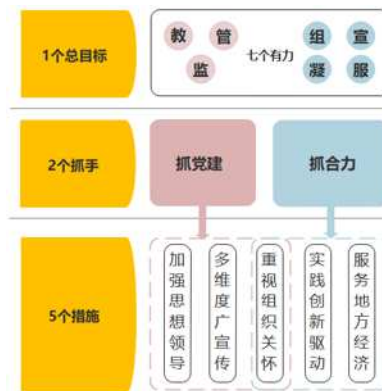 1个总目标
教 管
监
七个有力
组 宣
凝 服
2个抓手
抓党建
抓合力
5个措施
加强思想领导
多维度广宣传
重视组织关怀
实践创新驱动
服务地方经济